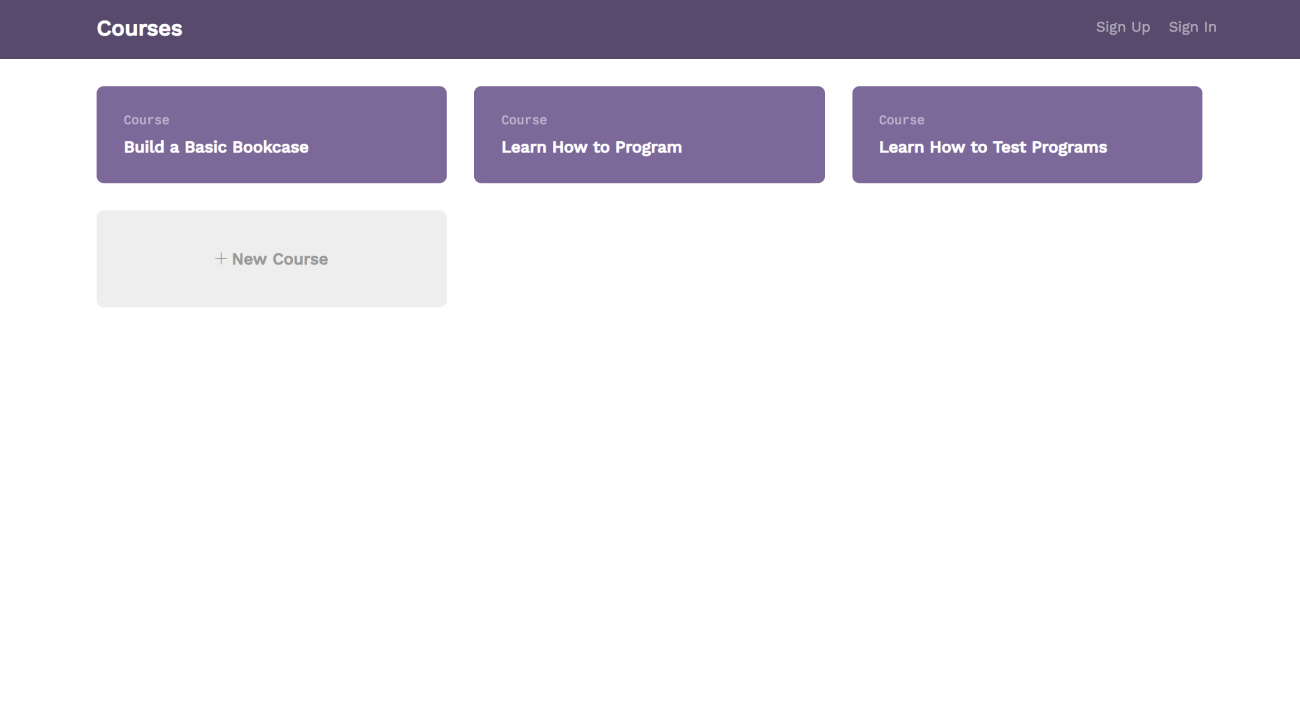 Courses
Sign Up
Sign In
Course
Build a Basic Bookcase
Course
Learn How to Program
Course
Learn How to Test Programs
+ New Course